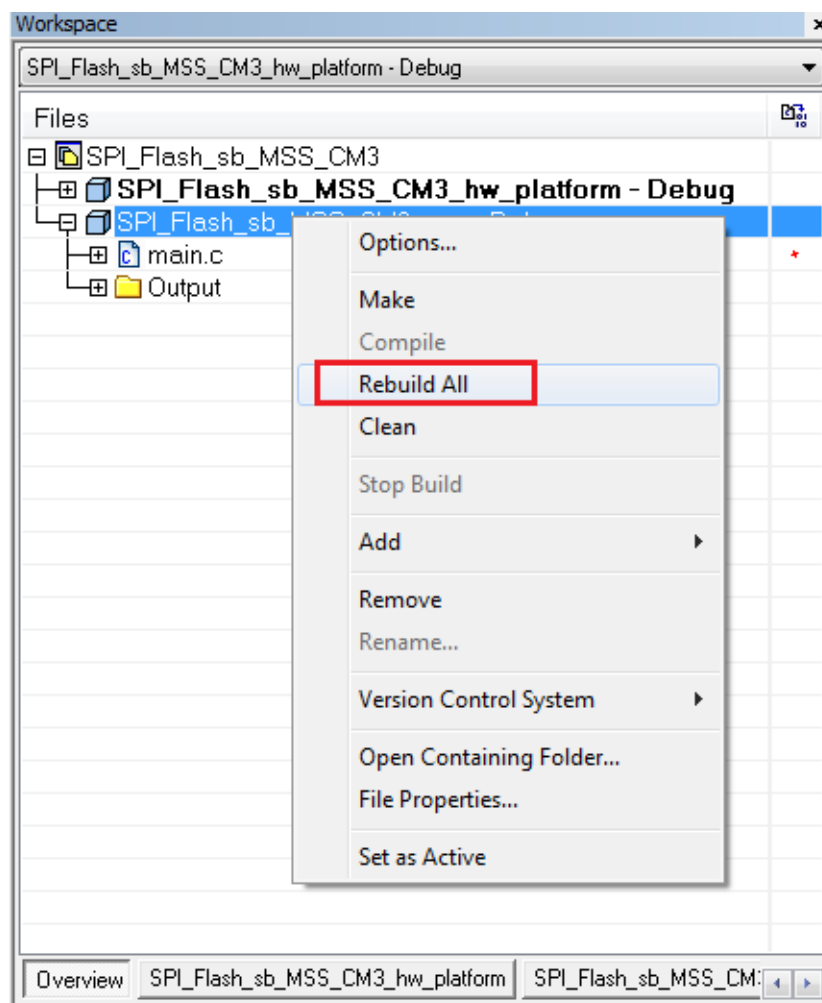 Workspace
SPI_Flash_sb_MSS_CM3_hw_platform - Debug
Files
SPI_Flash_sb_MSS_CM3
SPI_Flash_sb_MSS_CM3_hw_platform - Debug
SPI_Flash_sb_
main.c
Output
Options...
Make
Compile
Rebuild All
Clean
Stop Build
Add
Remove
Rename...
Version Control System
Open Containing Folder...
File Properties...
Set as Active
Overview SPI_Flash_sb_MSS_CM3_hw_platform SPI_Flash_sb_MSS_CM